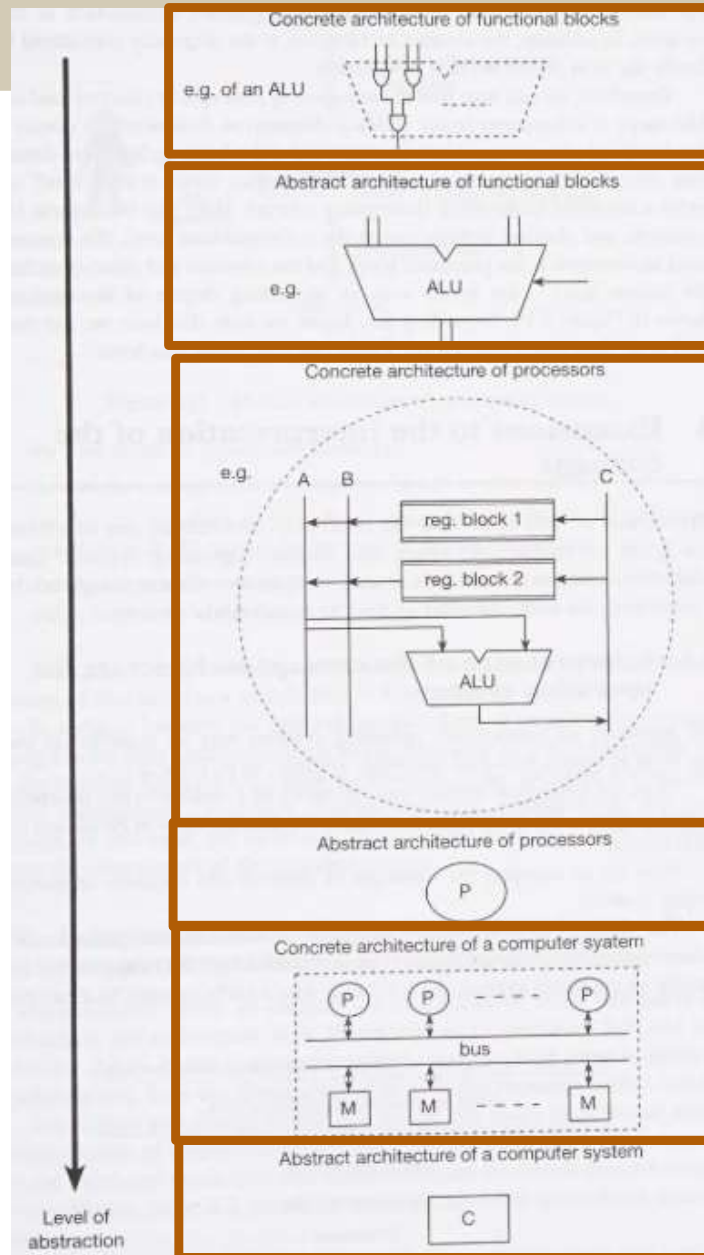 Concrete architecture of functional blocks
e.g. of an ALU
Abstract architecture of functional blocks
e.g.
ALU
Concrete architecture of processors
e.g.
A B C
reg. block 1
reg. block 2
ALU
Abstract architecture of processors
P
Concrete architecture of a computer system
P P P
bus
M M M
Abstract architecture of a computer system
C
Level of
abstraction